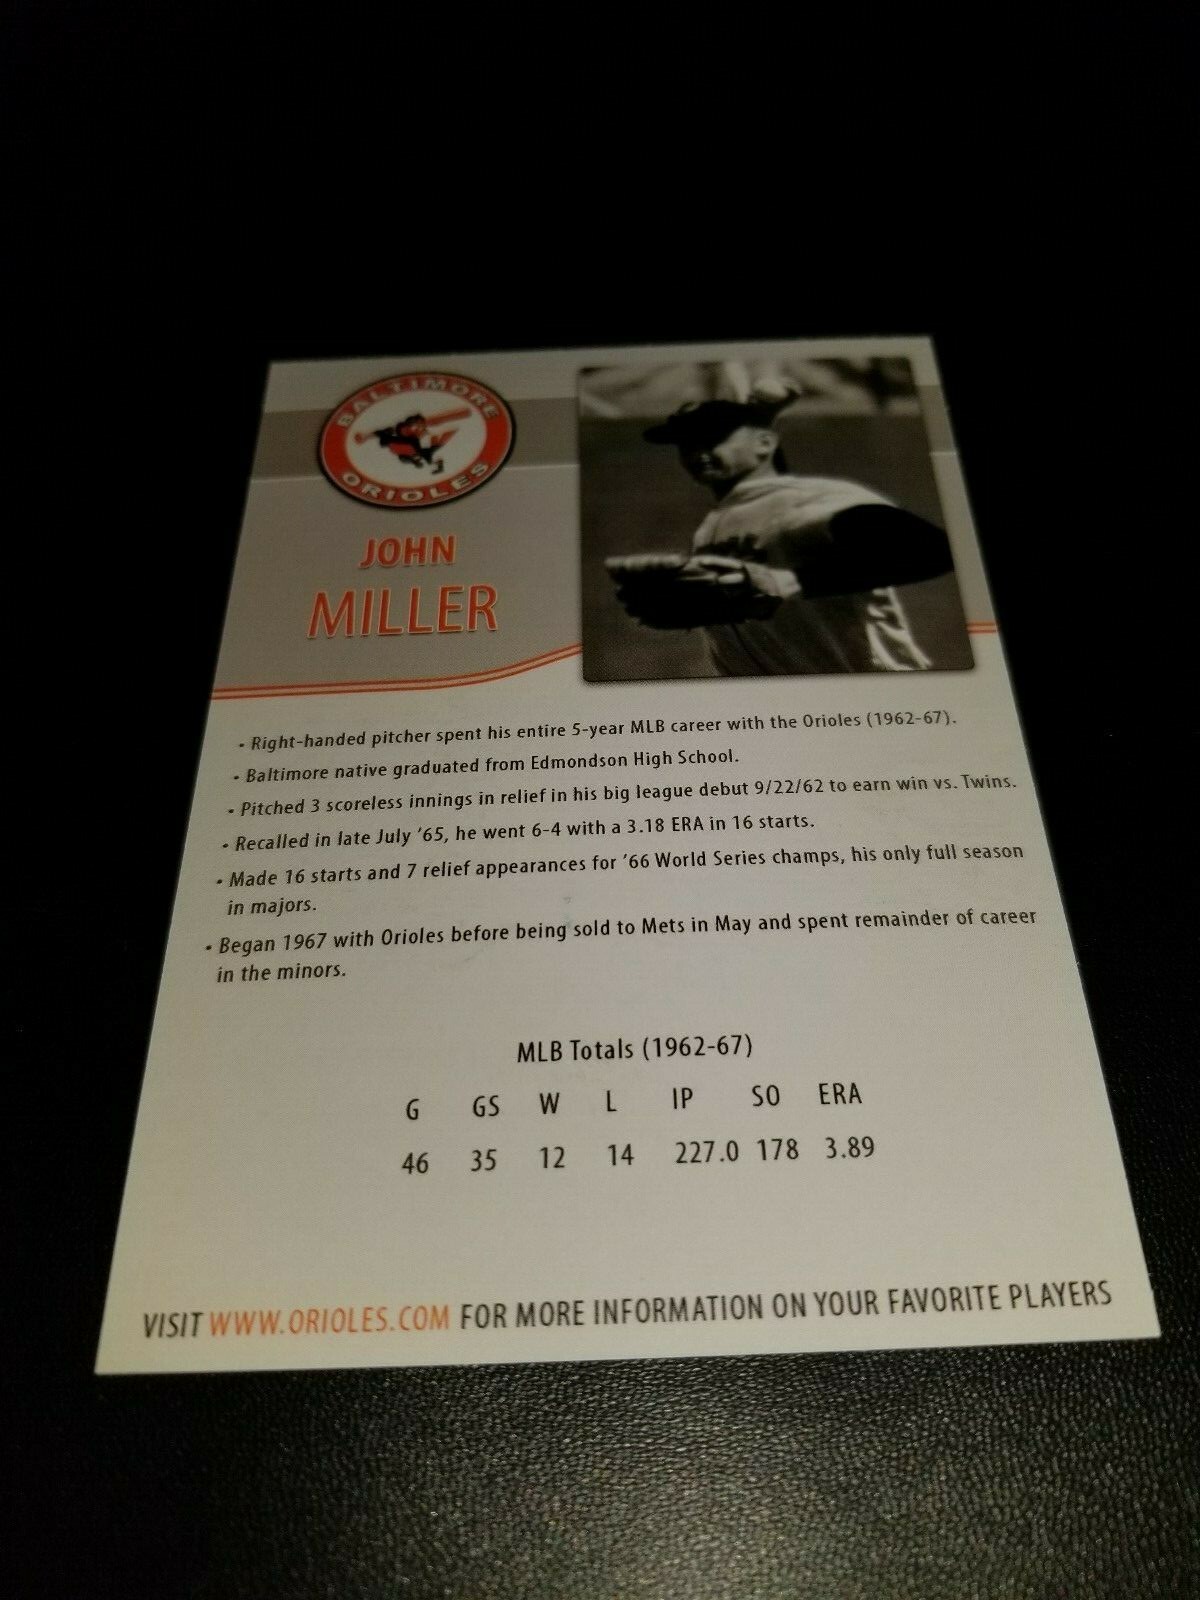 BALTIMORE
ORIOLES
JOHN
MILLER
• Right-handed pitcher spent his entire 5-year MLB career with the Orioles (1962-67).
• Baltimore native graduated from Edmondson High School.
• Pitched 3 scoreless innings in relief in his big league debut 9/22/62 to earn win vs. Twins.
• Recalled in late July '65, he went 6-4 with a 3.18 ERA in 16 starts.
• Made 16 starts and 7 relief appearances for '66 World Series champs, his only full season
in majors.
• Began 1967 with Orioles before being sold to Mets in May and spent remainder of career
in the minors.
MLB Totals (1962-67)
G GS W L IP SO ERA
46 35 12 14 227.0 178 3.89
VISIT WWW.ORIOLES.COM FOR MORE INFORMATION ON YOUR FAVORITE PLAYERS